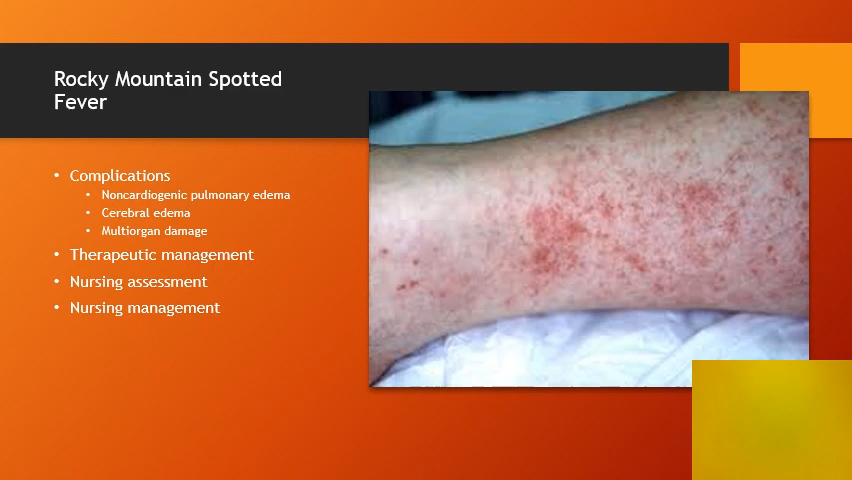 Rocky Mountain Spotted
Fever
• Complications
• Noncardiogenic pulmonary edema
• Cerebral edema
• Multiorgan damage
• Therapeutic management
• Nursing assessment
• Nursing management